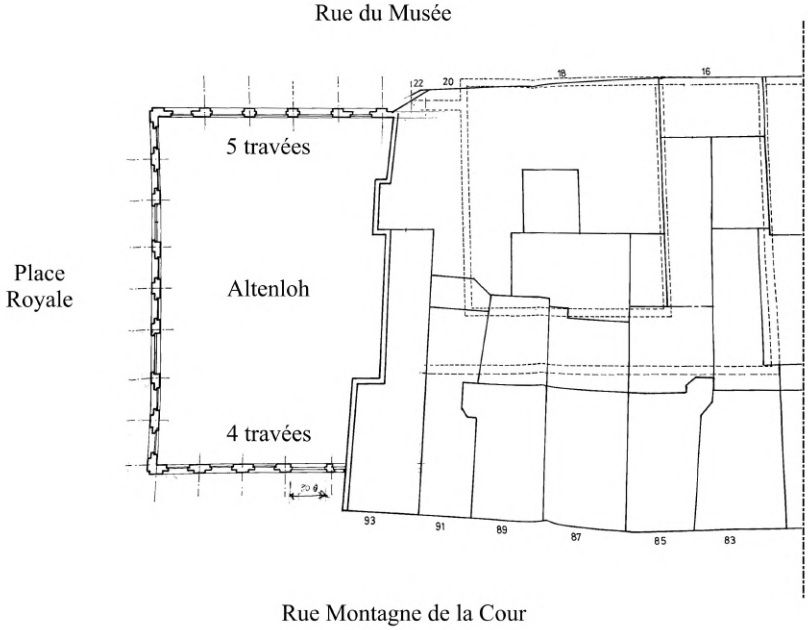 Rue du Musée
22 20 18 16
5 travées
Place
Royale
Altenloh
4 travées
93 91 89 87 85 83
Rue Montagne de la Cour